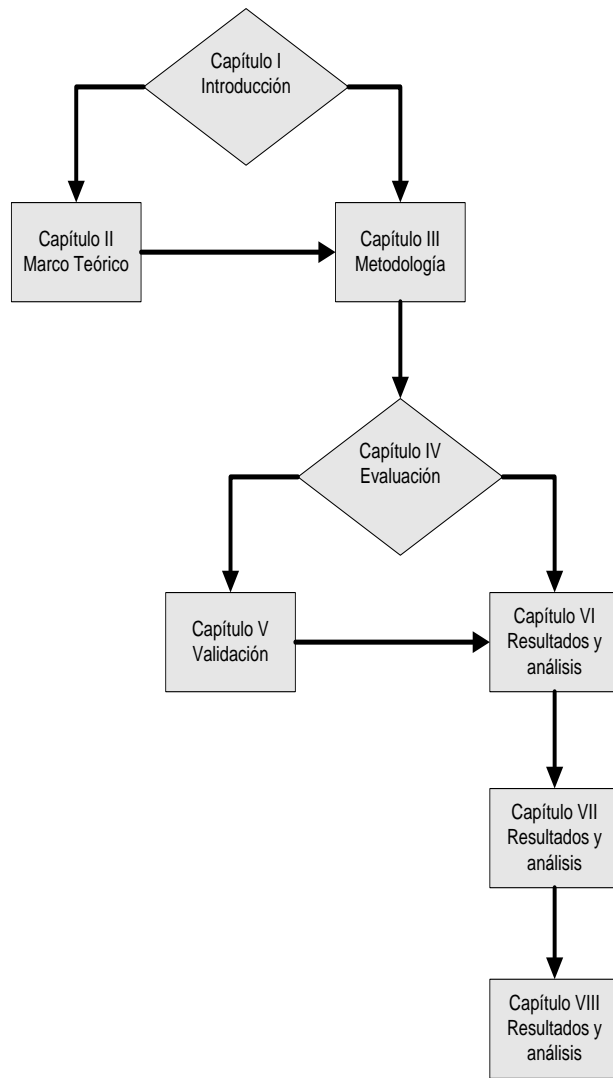 Capítulo I
Introducción
Capítulo II
Marco Teórico
Capítulo III
Metodología
Capítulo IV
Evaluación
Capítulo V
Validación
Capítulo VI
Resultados y
análisis
Capítulo VII
Resultados y
análisis
Capítulo VIII
Resultados y
análisis